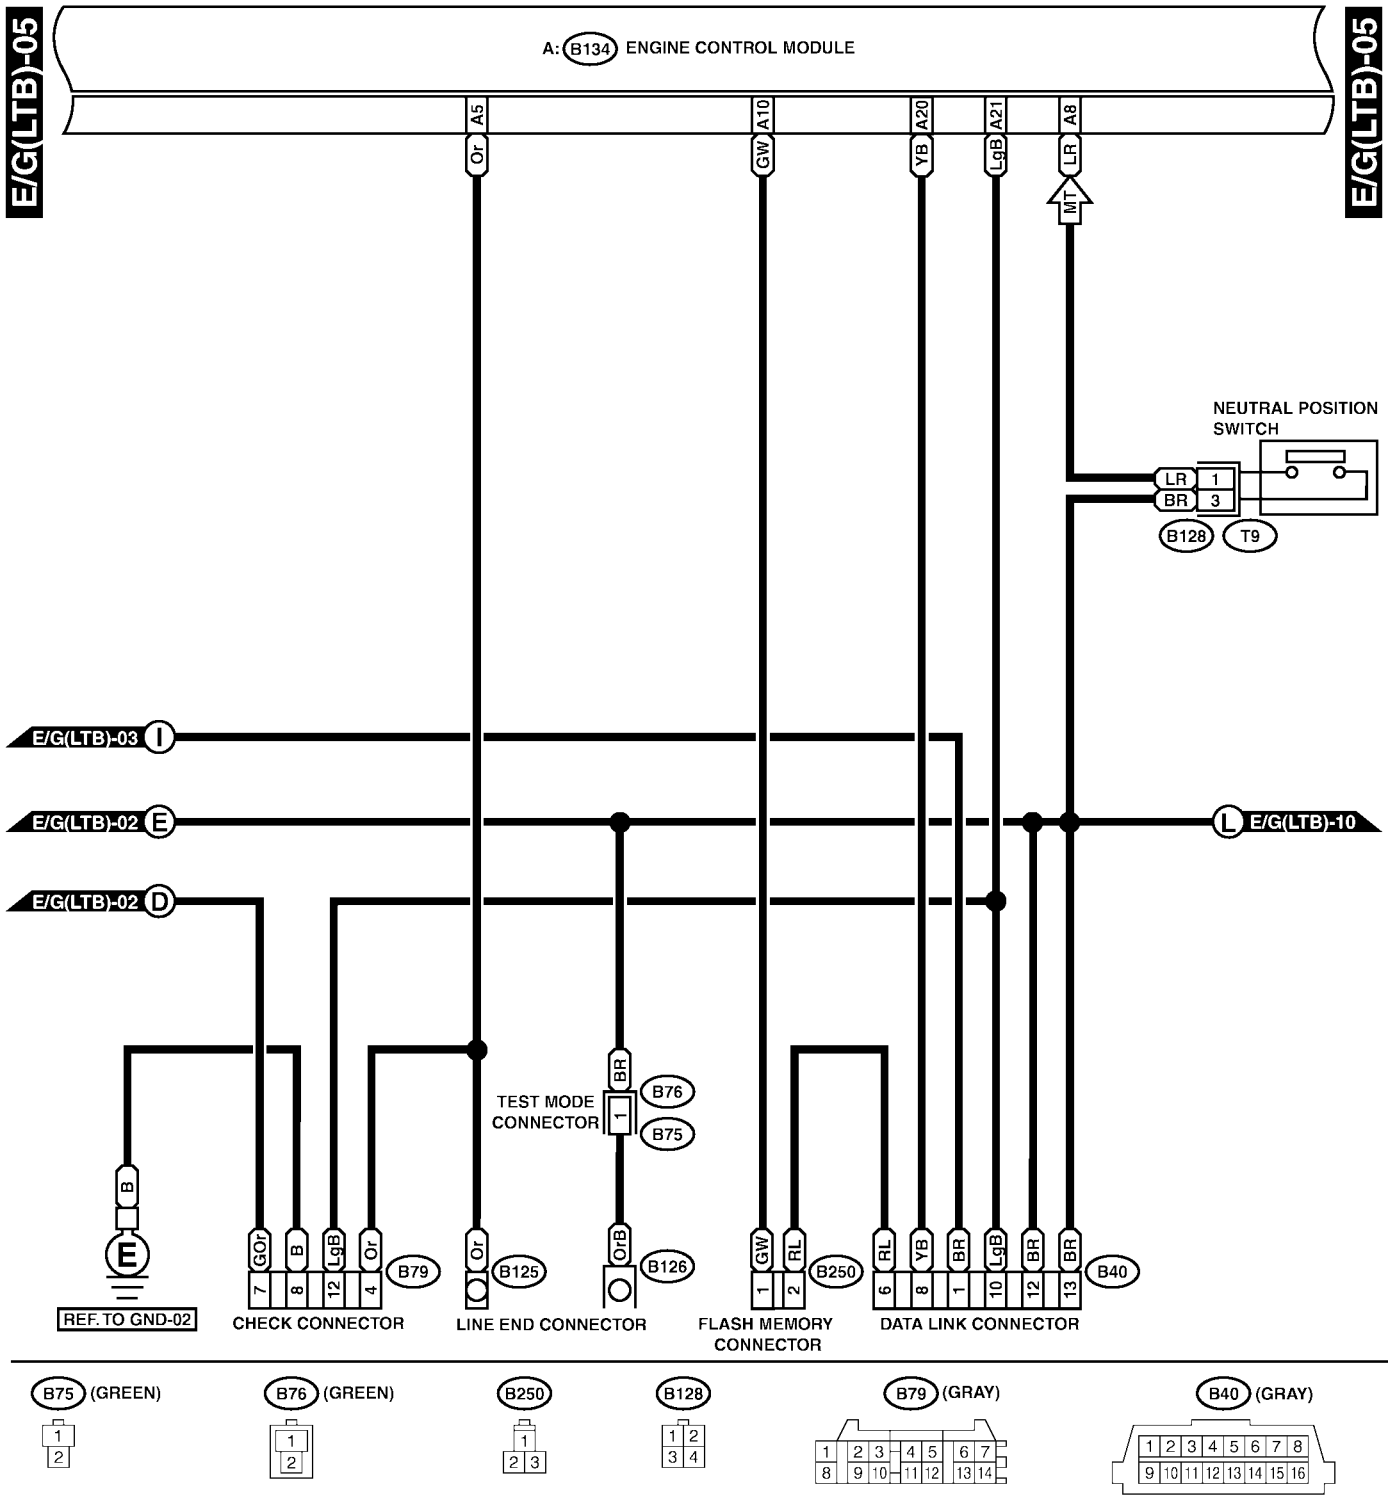 E/G(LTB)-05
A: B134 ENGINE CONTROL MODULE
E/G(LTB)-05
A5 A10 A20 A21 A8
Or GW YB LgB LR
MT
NEUTRAL POSITION
SWITCH
LR 1
BR 3
B128 T9
E/G(LTB)-03 I
E/G(LTB)-02 E
L E/G(LTB)-10
E/G(LTB)-02 D
BR
B76
TEST MODE
CONNECTOR
1
B75
B
E
REF. TO GND-02
GOr B LgB Or
7 8 12 4
B79
CHECK CONNECTOR
Or
B125
OrB
B126
LINE END CONNECTOR
GW RL
1 2
B250
FLASH MEMORY
CONNECTOR
RL YB BR LgB BR BR
6 8 1 10 12 13
B40
DATA LINK CONNECTOR
B75 (GREEN)
1
2
B76 (GREEN)
1
2
B250
1
2 3
B128
1 2
3 4
B79 (GRAY)
1 2 3 4 5 6 7
8 9 10 11 12 13 14
B40 (GRAY)
1 2 3 4 5 6 7 8
9 10 11 12 13 14 15 16